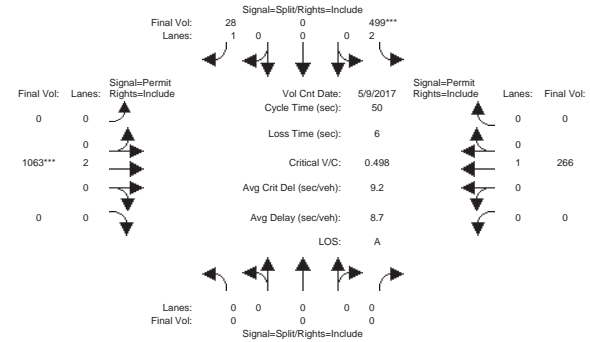 Signal=Split/Rights=Include
Final Vol: 28 0 499***
Lanes: 1 0 0 0 2
Signal=Permit
Final Vol: Lanes: Rights=Include
Vol Cnt Date: 5/9/2017
Signal=Permit
Rights=Include Lanes: Final Vol:
Cycle Time (sec): 50
0 0
0 0
Loss Time (sec): 6
0
0
1063*** 2
Critical V/C: 0.498
1 266
0
Avg Crit Del (sec/veh): 9.2
0
0 0
Avg Delay (sec/veh): 8.7
0 0
LOS: A
Lanes: 0 0 0 0 0
Final Vol: 0 0 0
Signal=Split/Rights=Include